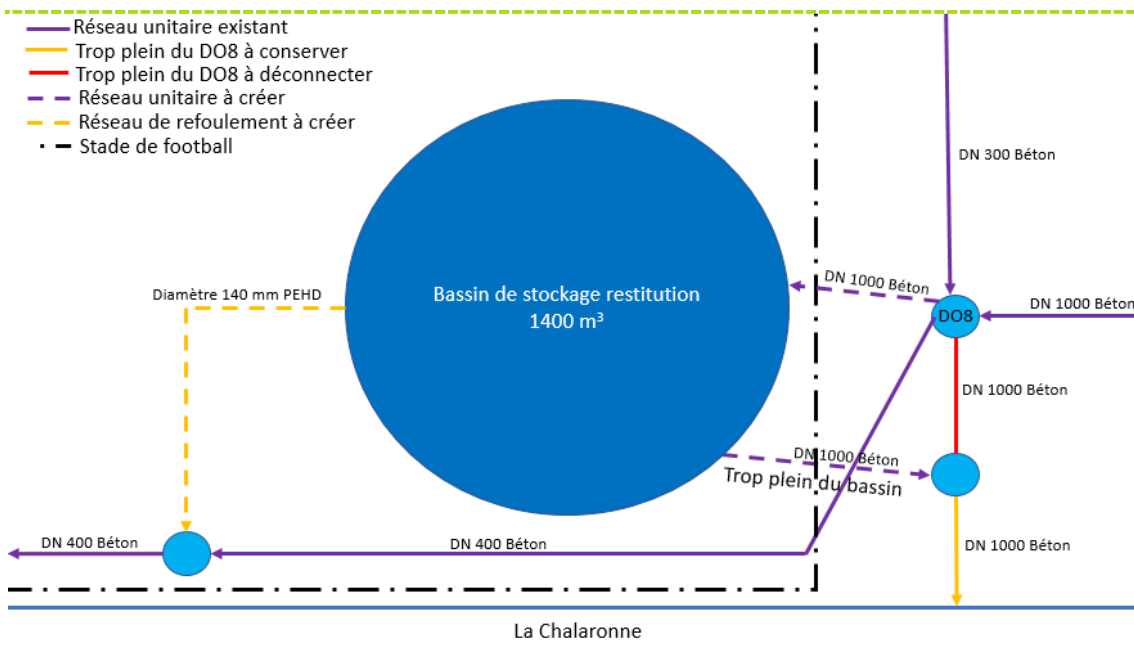 Réseau unitaire existant
Trop plein du DO8 à conserver
Trop plein du DO8 à déconnecter
Réseau unitaire à créer
Réseau de refoulement à créer
Stade de football
DN 300 Béton
DN 1000 Béton
Diamètre 140 mm PEHD
Bassin de stockage restitution
1400 m³
DN 1000 Béton
DO8
DN 1000 Béton
DN 1000 Béton
Trop plein du bassin
DN 400 Béton
DN 400 Béton
DN 1000 Béton
La Chalaronne